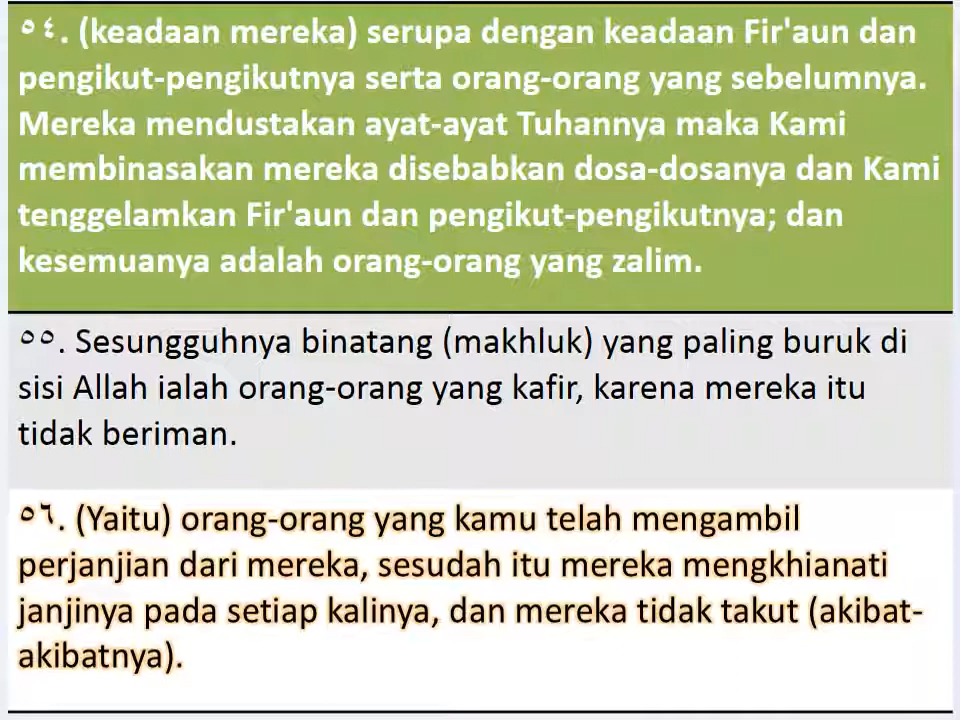 ٥٤. (keadaan mereka) serupa dengan keadaan Fir'aun dan
pengikut-pengikutnya serta orang-orang yang sebelumnya.
Mereka mendustakan ayat-ayat Tuhannya maka Kami
membinasakan mereka disebabkan dosa-dosanya dan Kami
tenggelamkan Fir'aun dan pengikut-pengikutnya; dan
kesemuanya adalah orang-orang yang zalim.
٥٥. Sesungguhnya binatang (makhluk) yang paling buruk di
sisi Allah ialah orang-orang yang kafir, karena mereka itu
tidak beriman.
٥٦. (Yaitu) orang-orang yang kamu telah mengambil
perjanjian dari mereka, sesudah itu mereka mengkhianati
janjinya pada setiap kalinya, dan mereka tidak takut (akibat-
akibatnya).